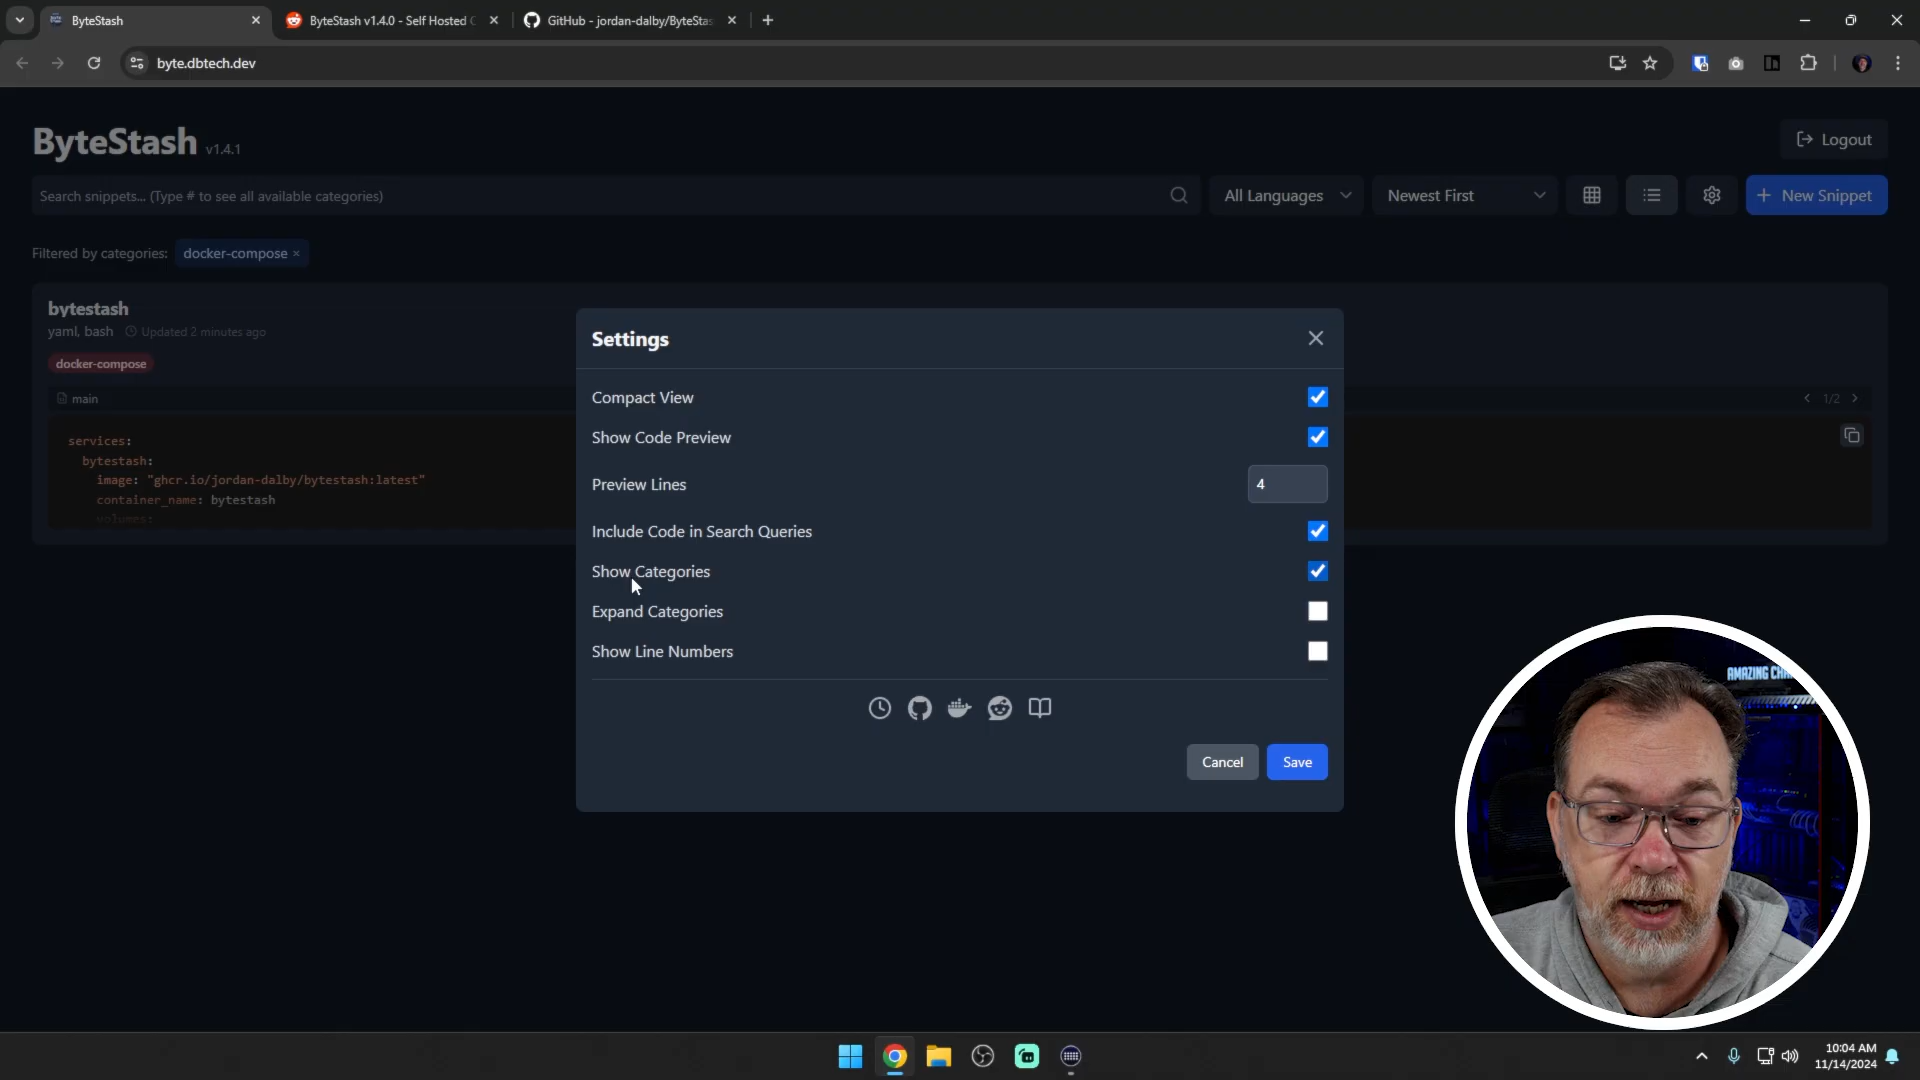 ByteStash
ByteStash v1.4.0 - Self Hosted
GitHub - jordan-dalby/ByteStas
byte.dbtech.dev
ByteStash v1.4.1
Logout
Search snippets... (Type # to see all available categories)
All Languages
Newest First
New Snippet
Filtered by categories: docker-compose ×
bytestash
yaml, bash Updated 2 minutes ago
docker-compose
main
1/2
services:
bytestash:
image: "ghcr.io/jordan-dalby/bytestash:latest"
container_name: bytestash
volumes:
Settings
Compact View
Show Code Preview
Preview Lines 4
Include Code in Search Queries
Show Categories
Expand Categories
Show Line Numbers
Cancel
Save
AMAZING
10:04 AM
11/14/2024